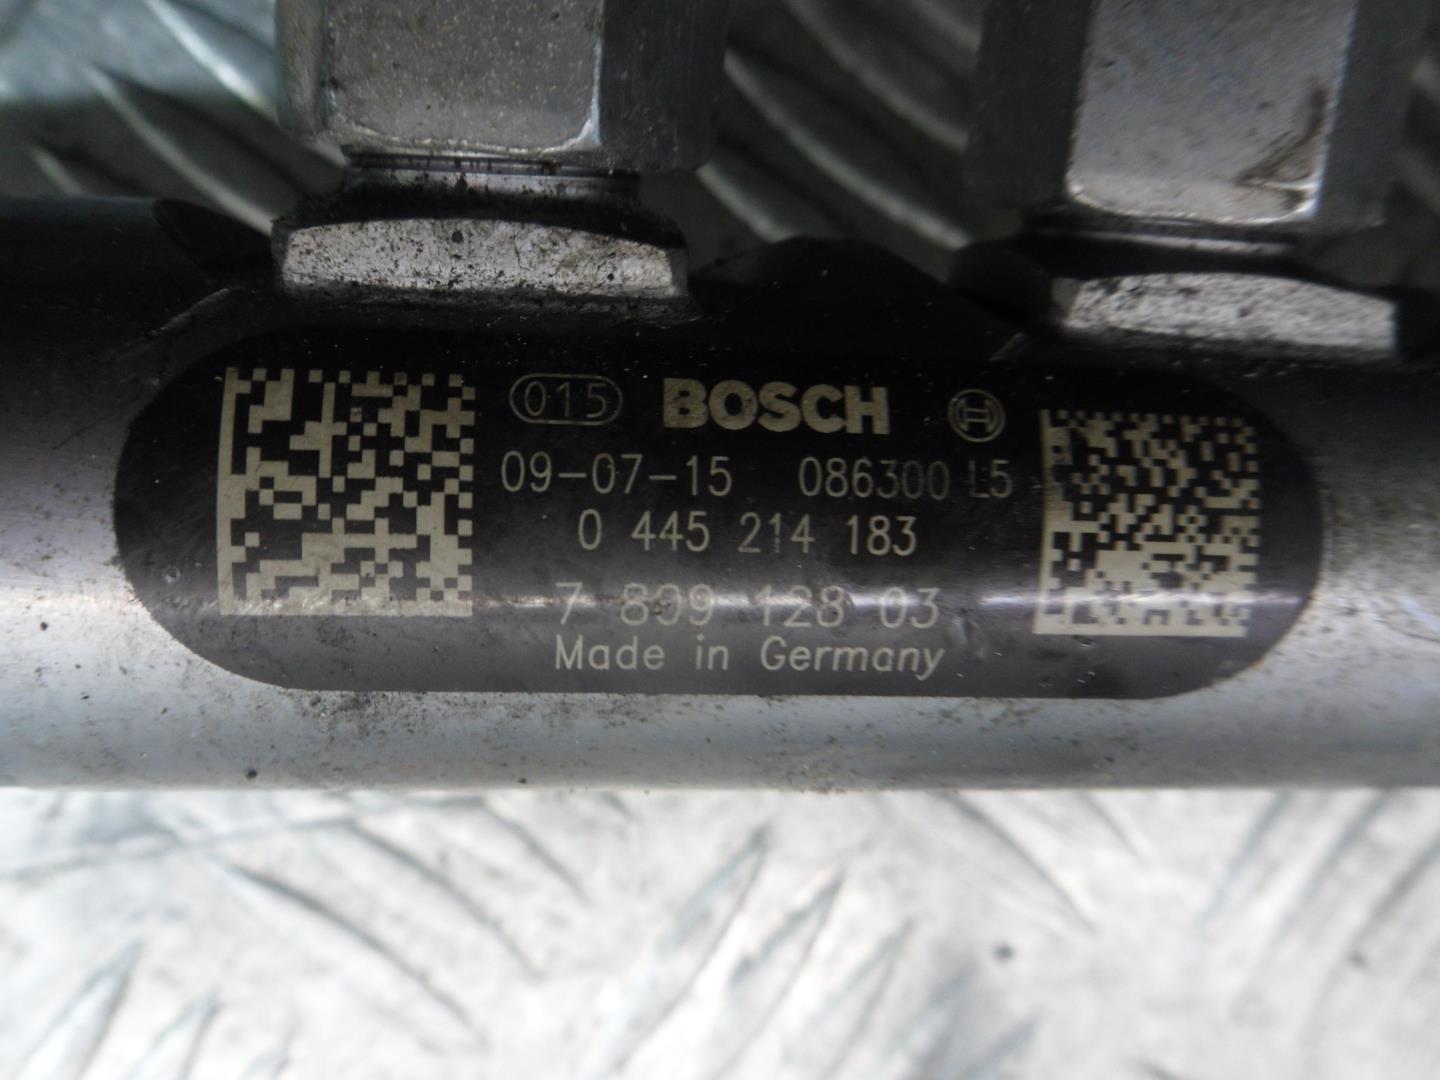 015 BOSCH
09-07-15 086300 L5
0 445 214 183
7 809 128 03
Made in Germany